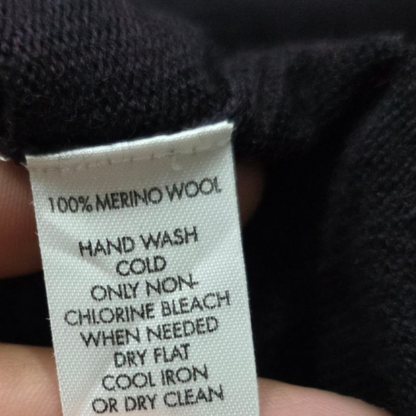 100% MERINO WOOL
HAND WASH
COLD
ONLY NON-
CHLORINE BLEACH
WHEN NEEDED
DRY FLAT
COOL IRON
OR DRY CLEAN